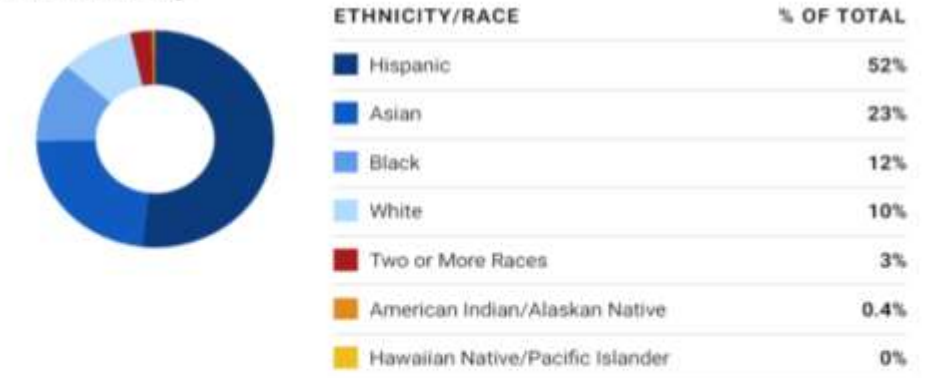 ETHNICITY/RACE % OF TOTAL
Hispanic 52%
Asian 23%
Black 12%
White 10%
Two or More Races 3%
American Indian/Alaskan Native 0.4%
Hawaiian Native/Pacific Islander 0%